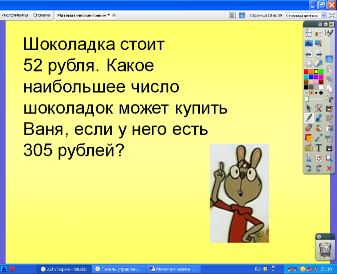 Шоколадка стоит
52 рубля. Какое
наибольшее число
шоколадок может купить
Ваня, если у него есть
305 рублей?